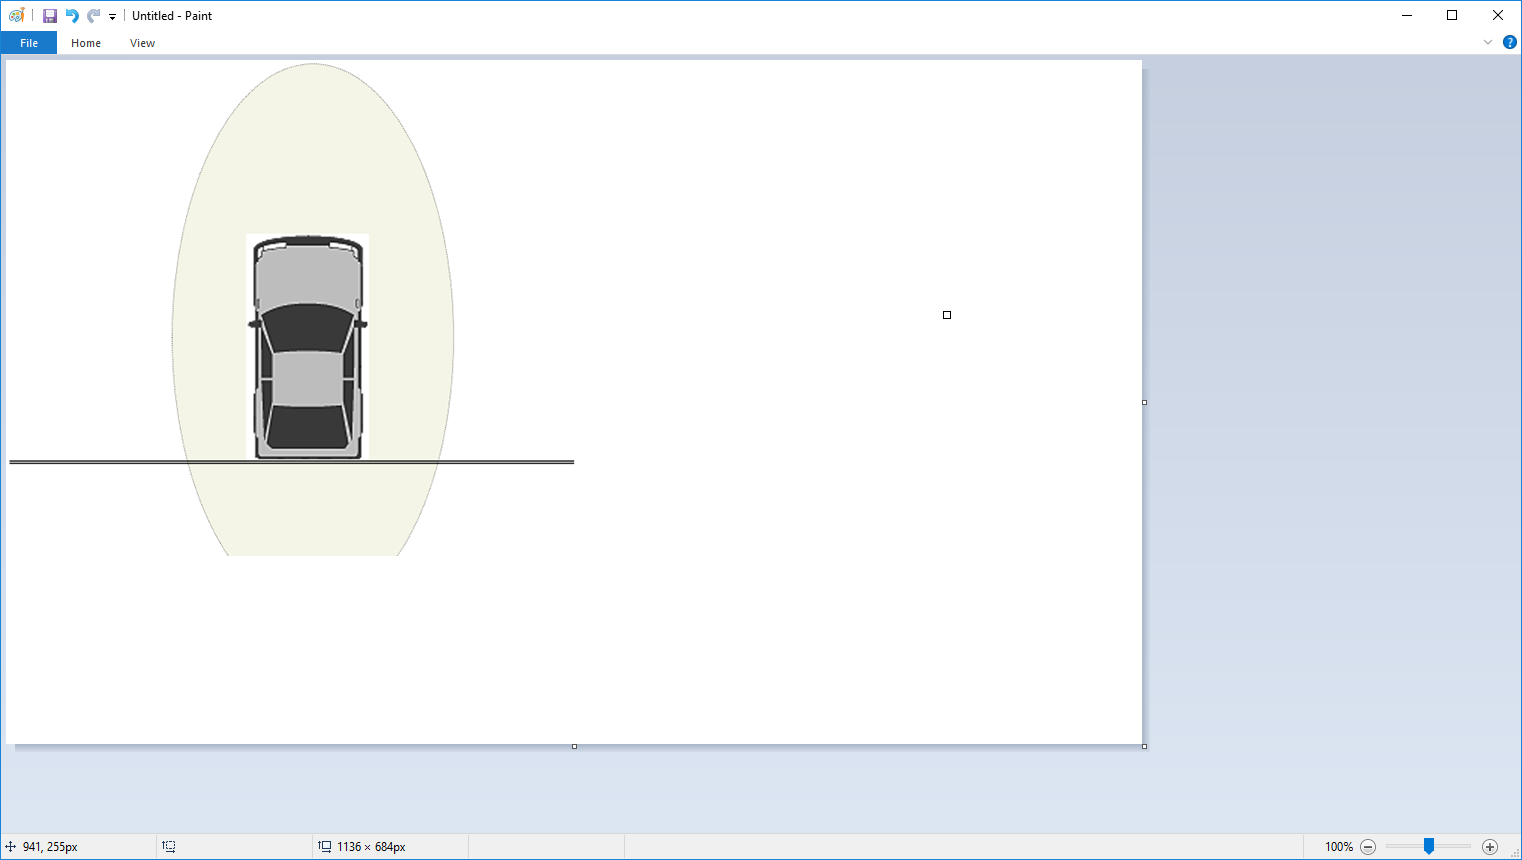 Untitled - Paint
File Home View
941, 255px
1136 × 684px
100%